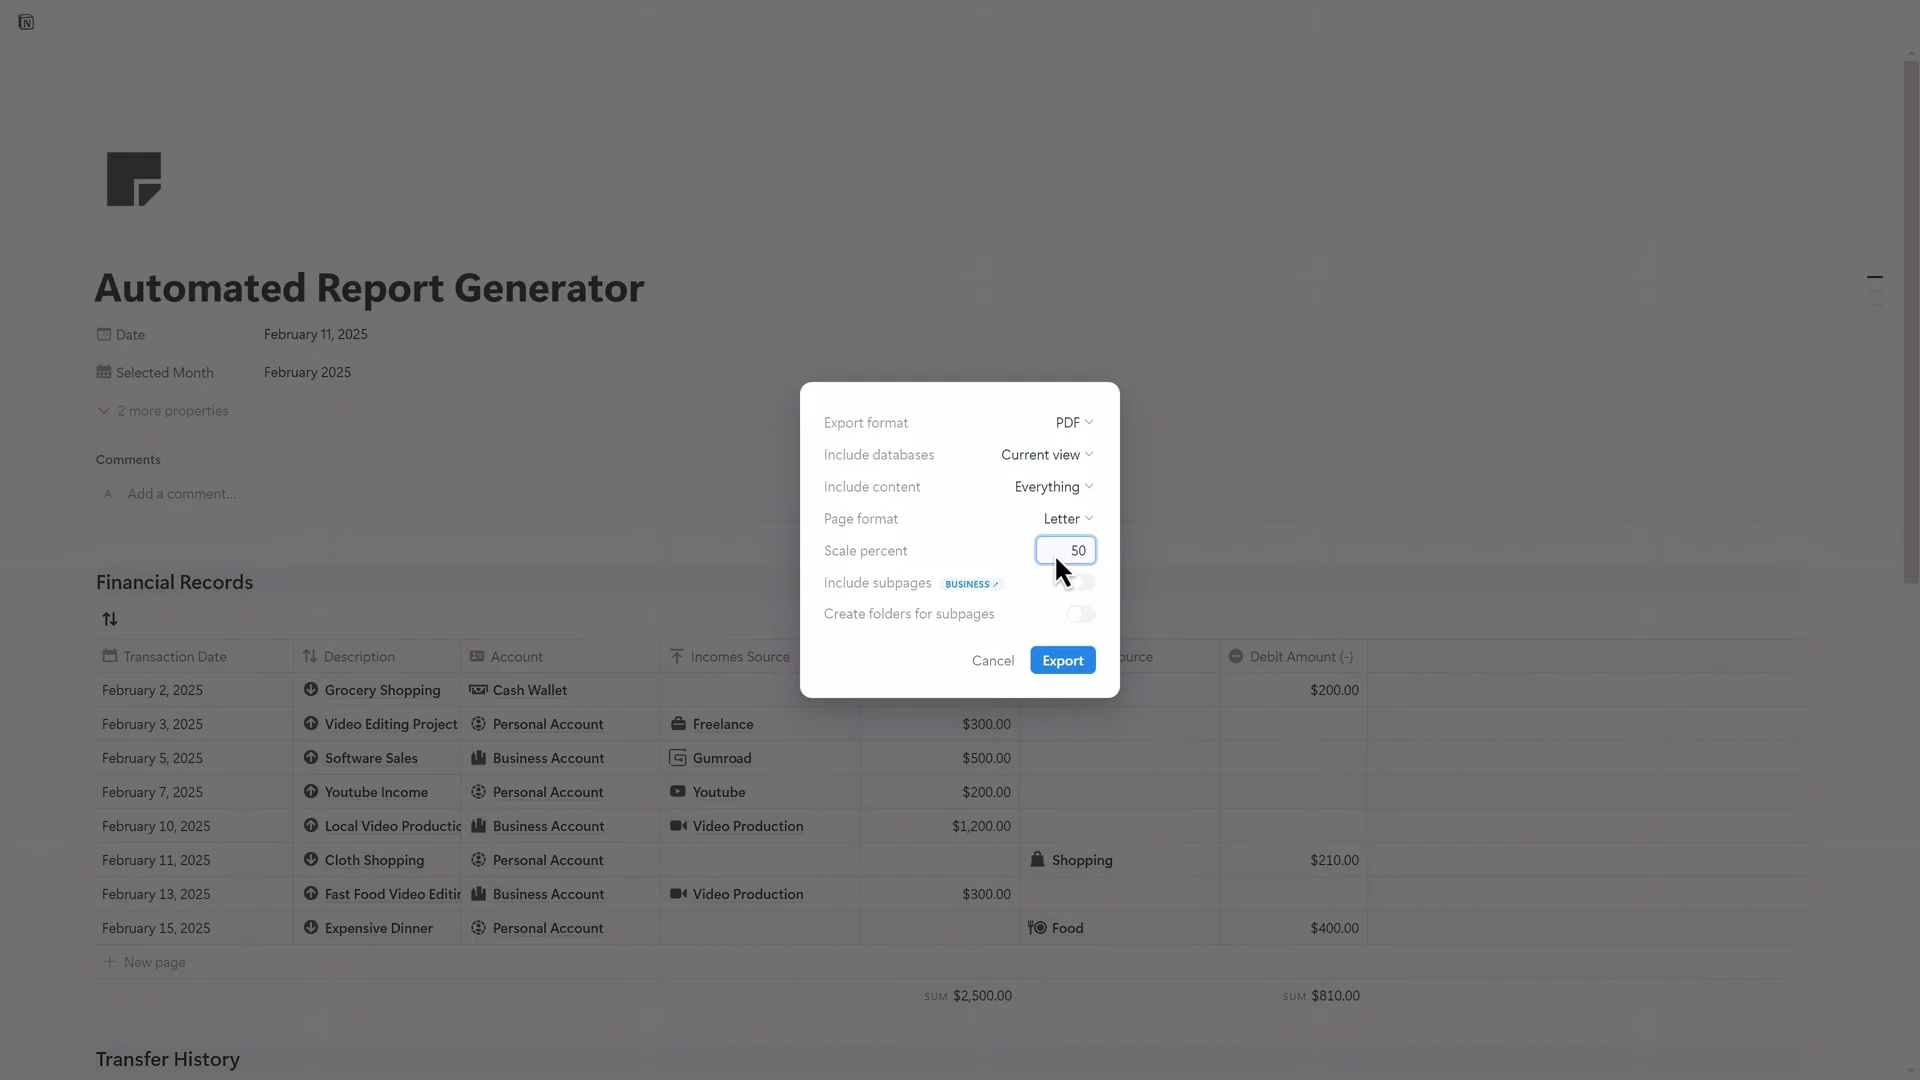 Automated Report Generator
Date February 11, 2025
Selected Month February 2025
2 more properties
Comments
A Add a comment...
Export format PDF
Include databases Current view
Include content Everything
Page format Letter
Scale percent 50
Include subpages BUSINESS ↗
Create folders for subpages
Cancel Export
Financial Records
Transaction Date Description Account Incomes Source ource Debit Amount (-)
February 2, 2025 Grocery Shopping Cash Wallet $200.00
February 3, 2025 Video Editing Project Personal Account Freelance $300.00
February 5, 2025 Software Sales Business Account Gumroad $500.00
February 7, 2025 Youtube Income Personal Account Youtube $200.00
February 10, 2025 Local Video Productic Business Account Video Production $1,200.00
February 11, 2025 Cloth Shopping Personal Account Shopping $210.00
February 13, 2025 Fast Food Video Editir Business Account Video Production $300.00
February 15, 2025 Expensive Dinner Personal Account Food $400.00
+ New page
SUM $2,500.00 SUM $810.00
Transfer History